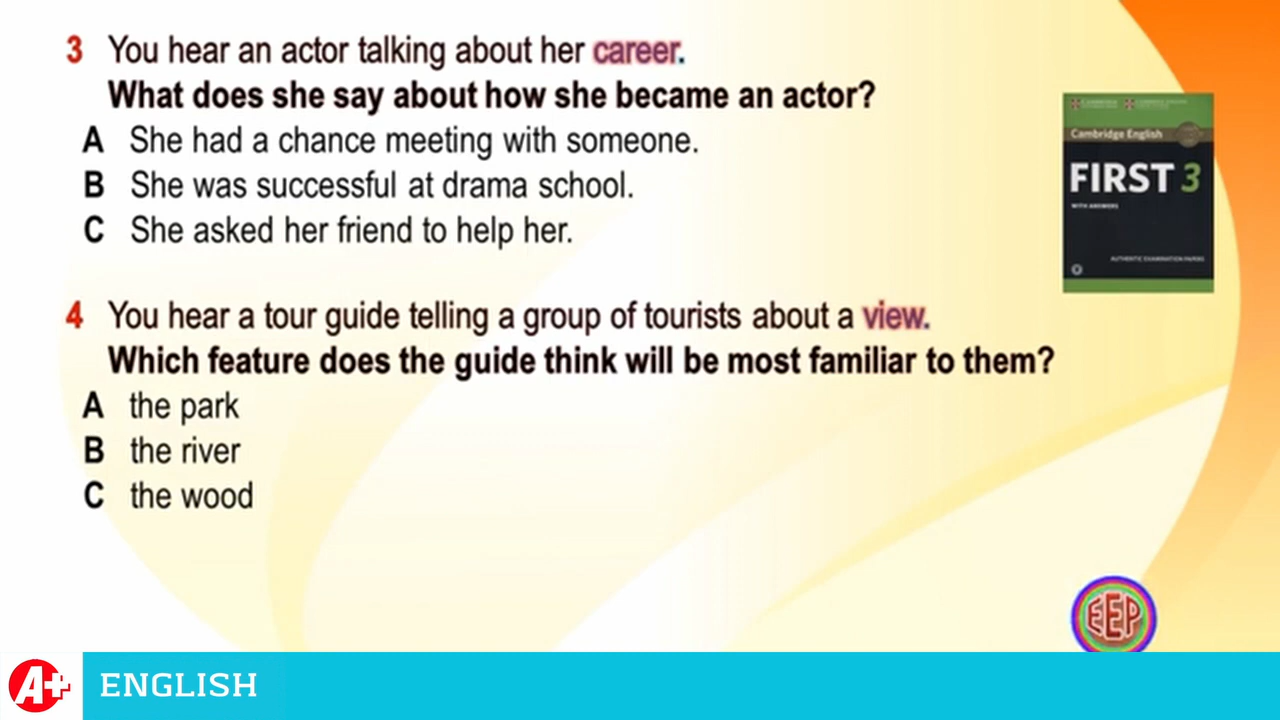 3 You hear an actor talking about her career.
What does she say about how she became an actor?
A She had a chance meeting with someone.
B She was successful at drama school.
C She asked her friend to help her.
Cambridge English
FIRST 3
WITH ANSWERS
AUTHENTIC EXAMINATION PAPERS
4 You hear a tour guide telling a group of tourists about a view.
Which feature does the guide think will be most familiar to them?
A the park
B the river
C the wood
EEP
A+ ENGLISH